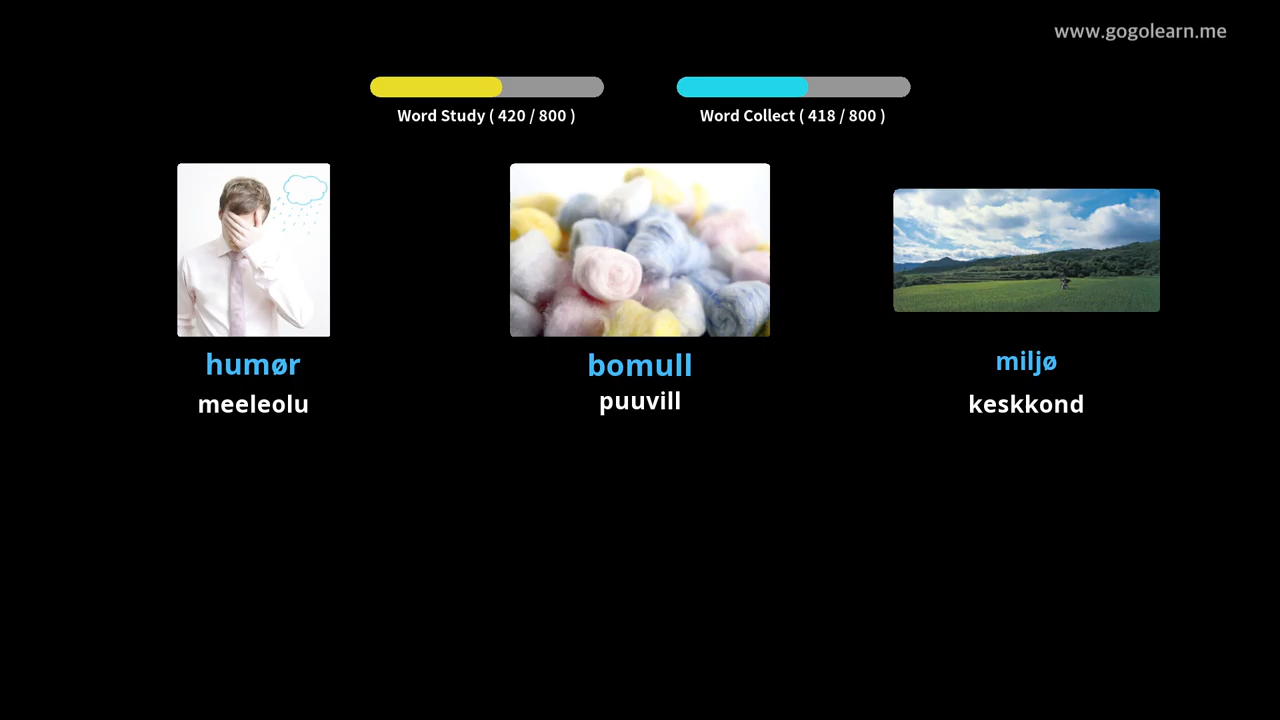 www.gogolearn.me
Word Study ( 420 / 800 )
Word Collect ( 418 / 800 )
humør
meeleolu
bomull
puuvill
miljø
keskkond